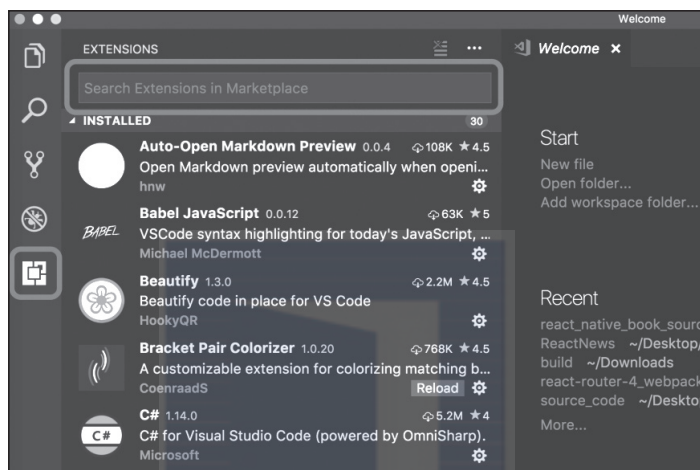 Welcome
EXTENSIONS
Welcome ×
Search Extensions in Marketplace
INSTALLED 30
Auto-Open Markdown Preview 0.0.4 108K ★4.5
Open Markdown preview automatically when openi...
hnw
BABEL
Babel JavaScript 0.0.12 63K ★5
VSCode syntax highlighting for today's JavaScript, ...
Michael McDermott
Beautify 1.3.0 2.2M ★4.5
Beautify code in place for VS Code
HookyQR
Bracket Pair Colorizer 1.0.20 768K ★4.5
A customizable extension for colorizing matching b...
CoenraadS Reload
C#
C# 1.14.0 5.2M ★4
C# for Visual Studio Code (powered by OmniSharp).
Microsoft
Start
New file
Open folder...
Add workspace folder...
Recent
react_native_book_sourc
ReactNews ~/Desktop/
build ~/Downloads
react-router-4_webpack
source_code ~/Deskto
More...